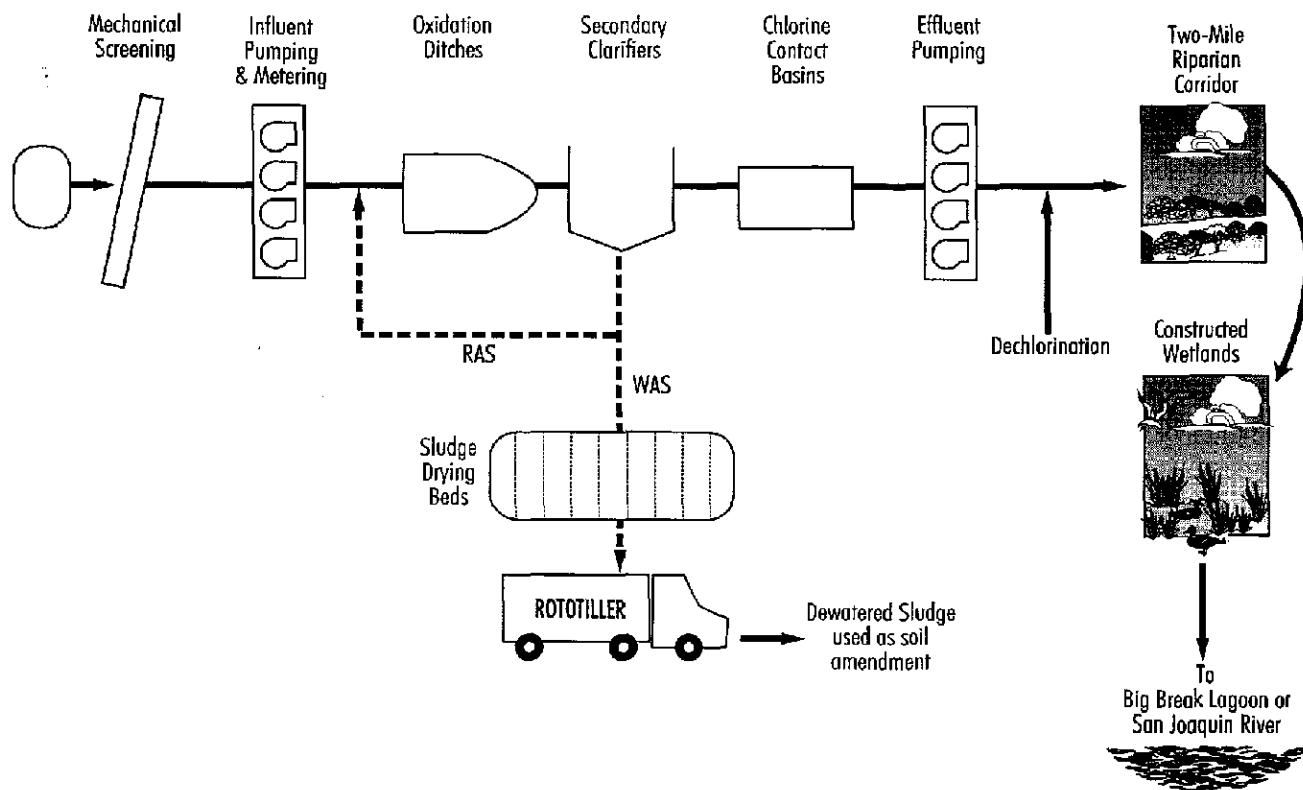 Mechanical
Screening
Influent
Pumping
& Metering
Oxidation
Ditches
Secondary
Clarifiers
Chlorine
Contact
Basins
Effluent
Pumping
Two-Mile
Riparian
Corridor
Dechlorination
Constructed
Wetlands
RAS
WAS
Sludge
Drying
Beds
ROTOTILLER
Dewatered Sludge
used as soil
amendment
To
Big Break Lagoon or
San Joaquin River